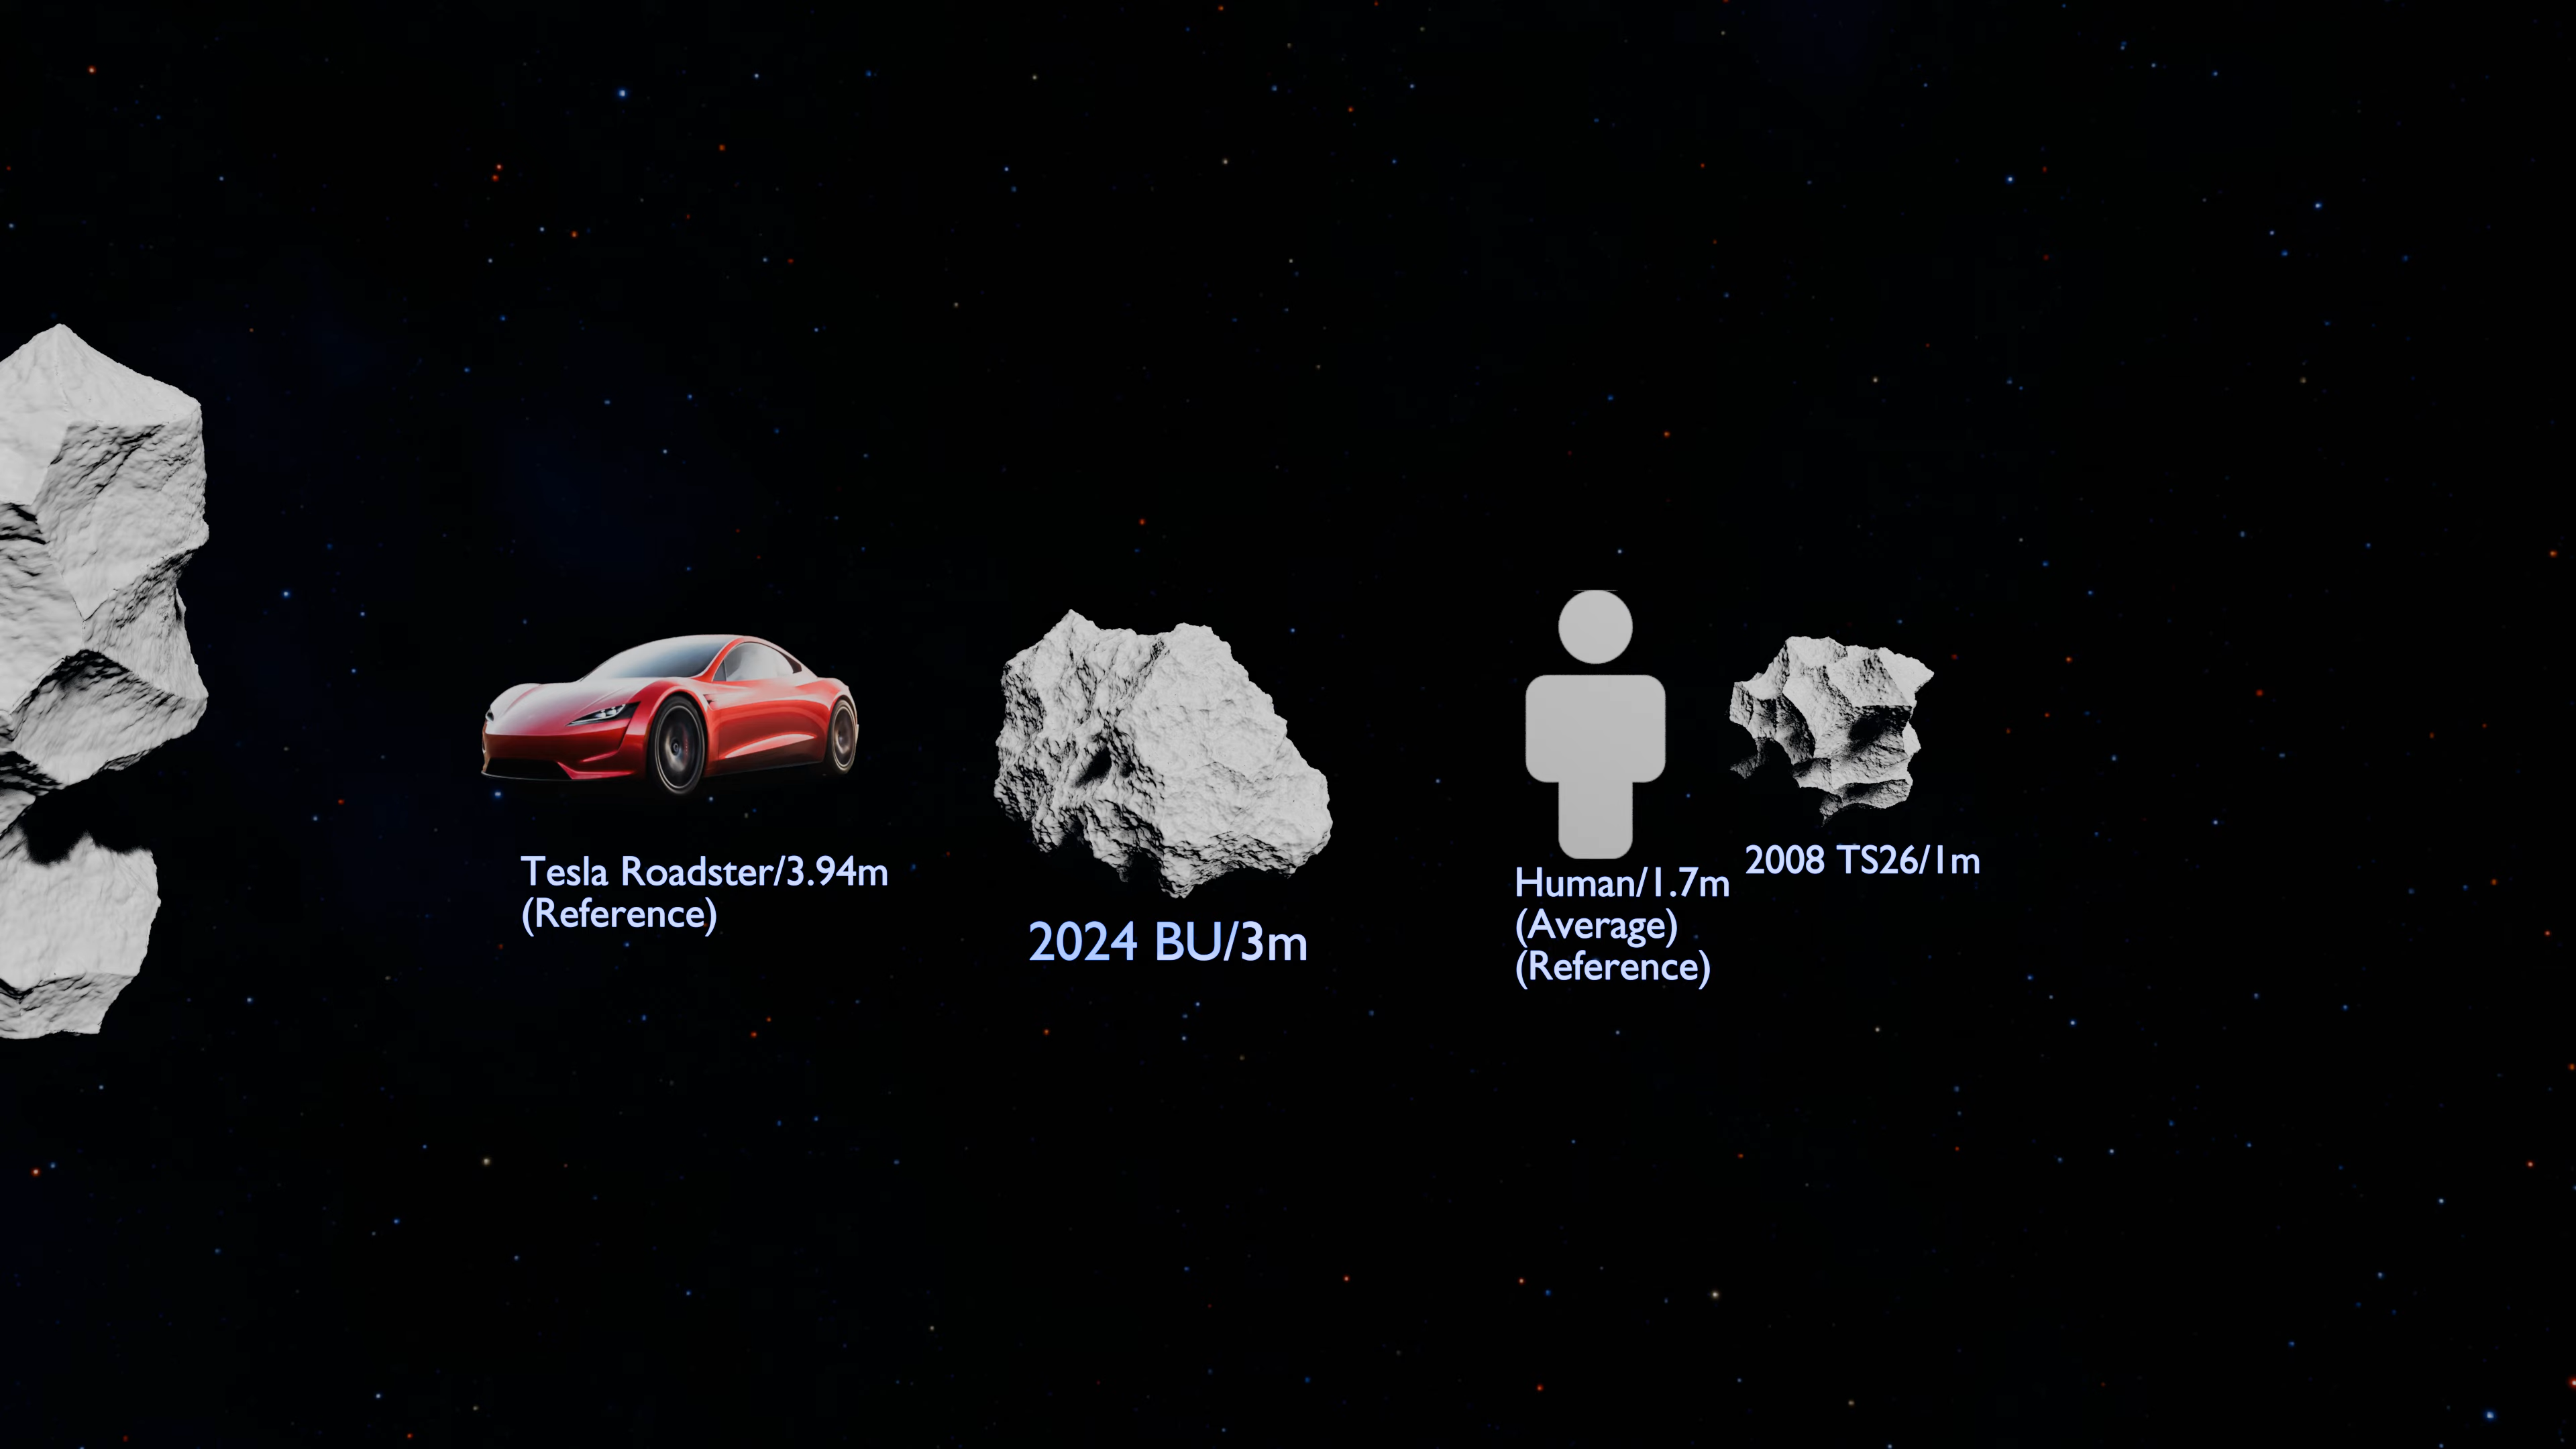 Tesla Roadster/3.94m
(Reference)
2024 BU/3m
Human/1.7m
(Average)
(Reference)
2008 TS26/1m